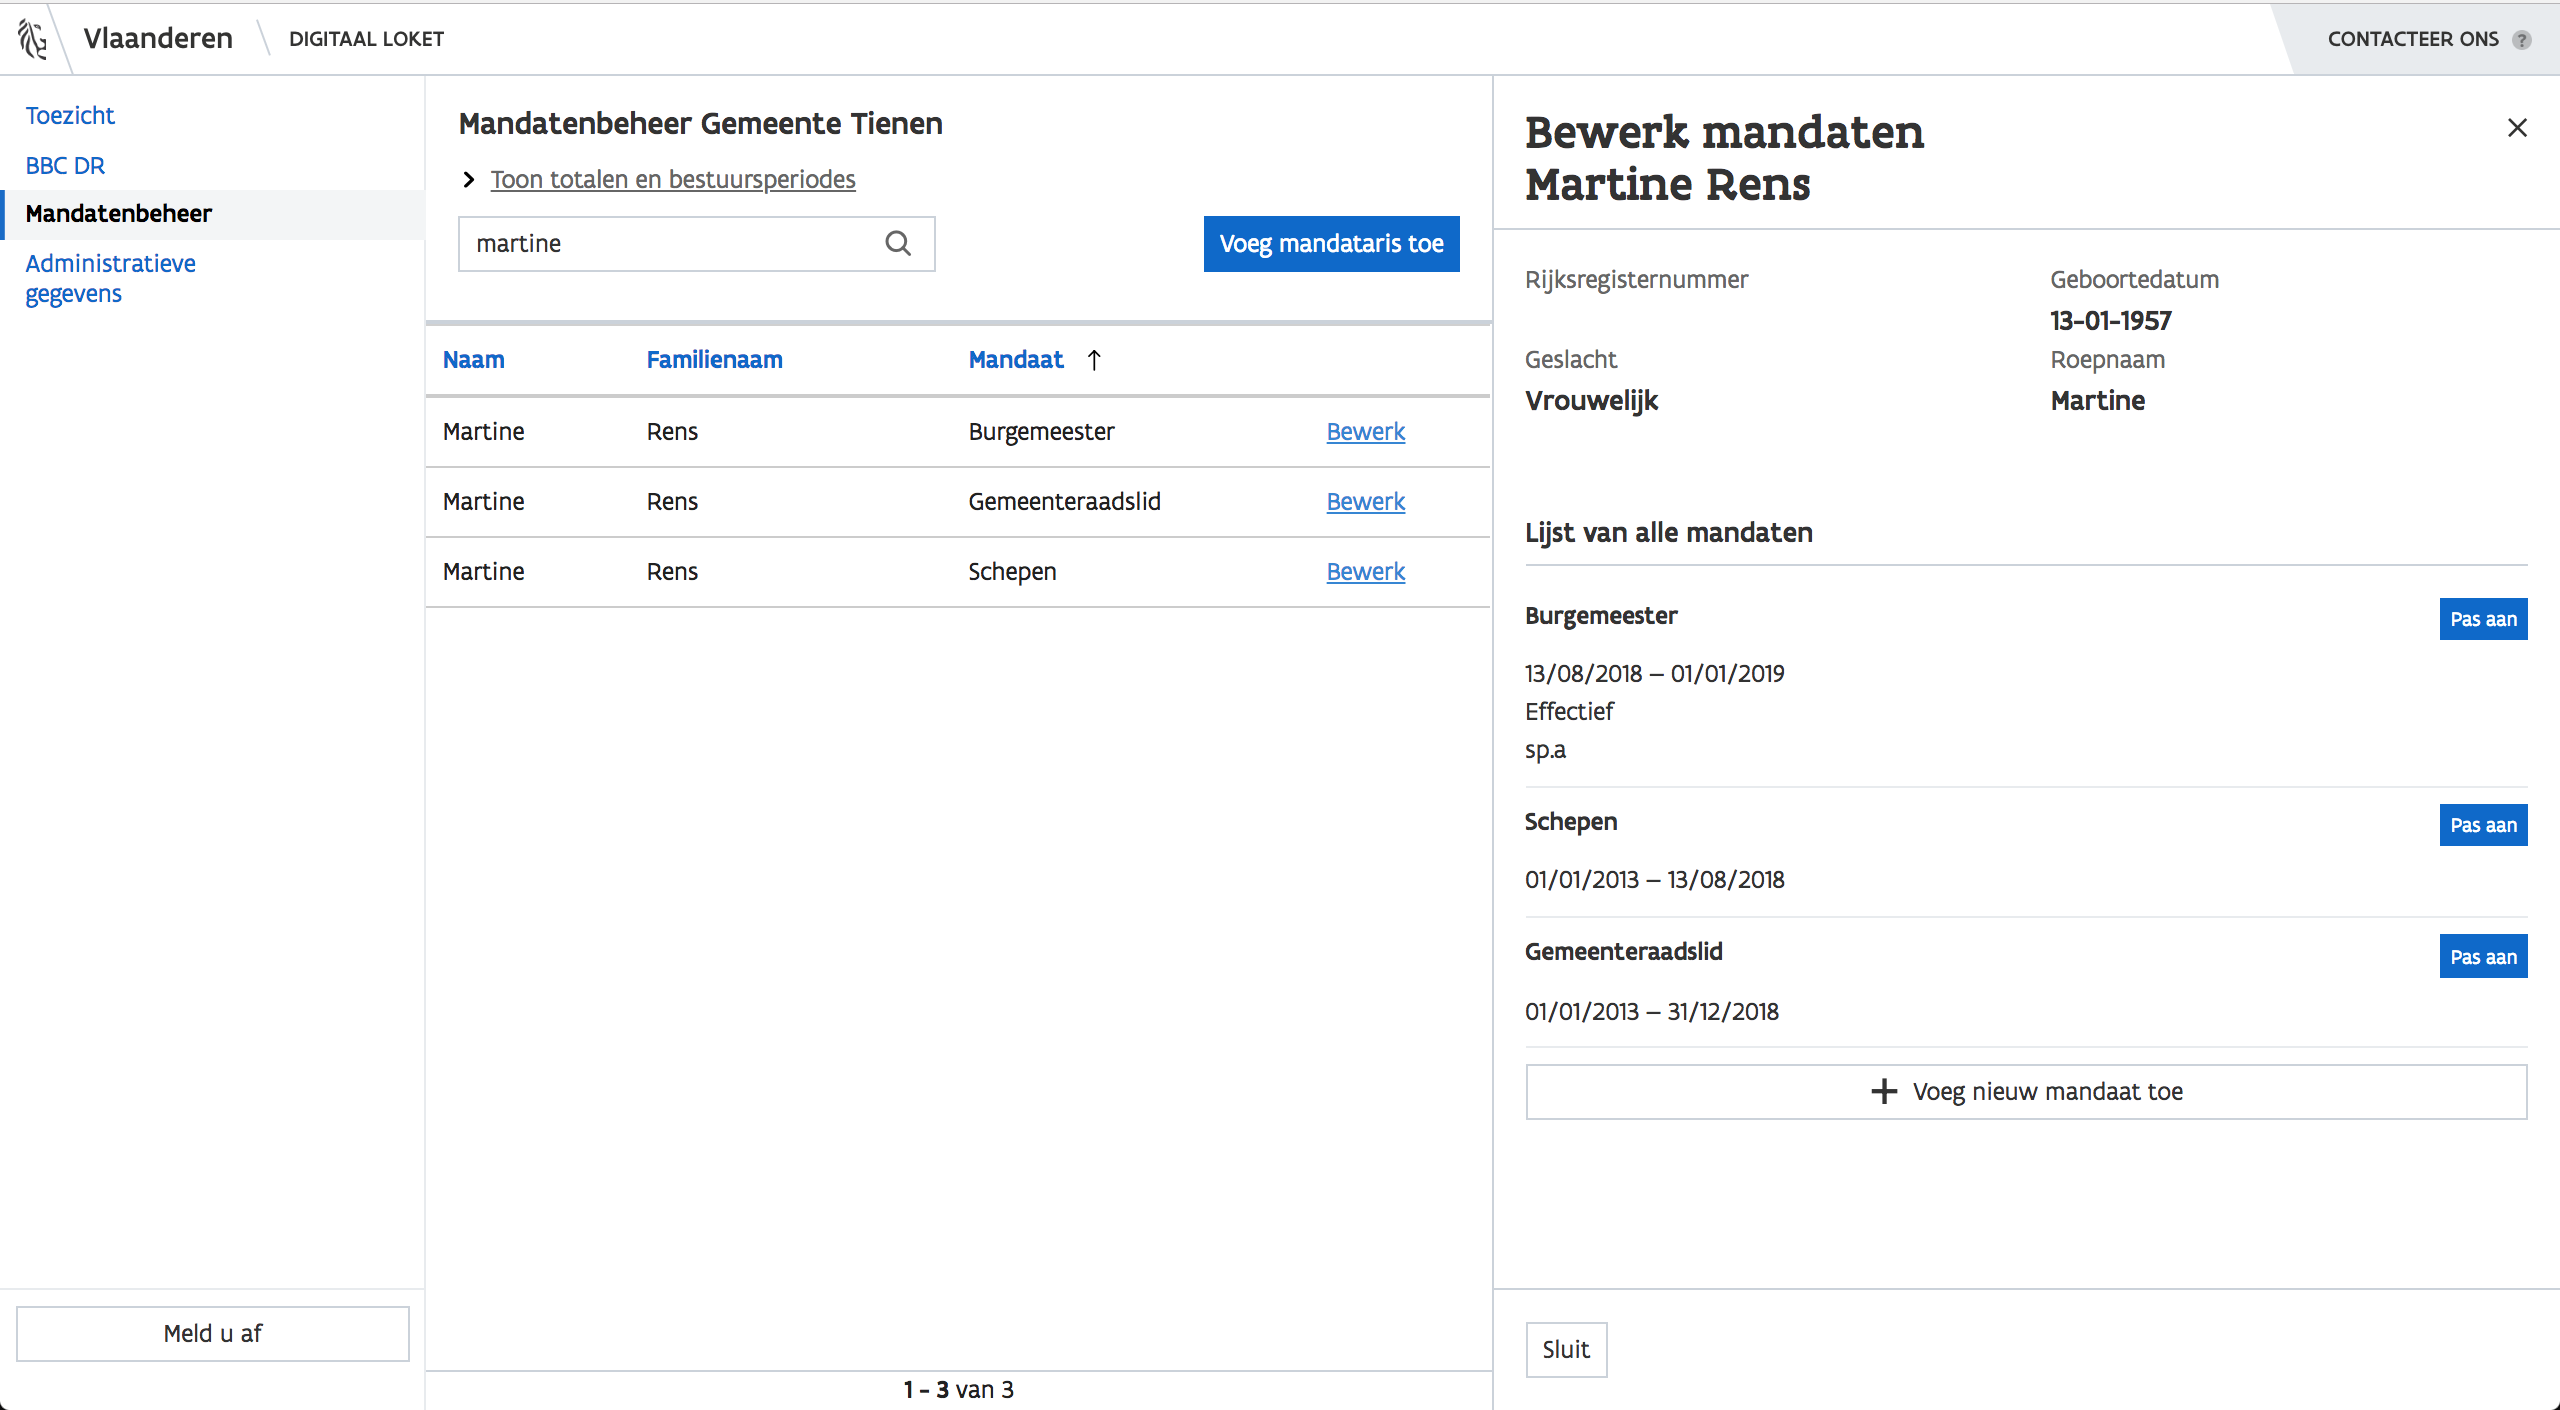 Vlaanderen
DIGITAAL LOKET
CONTACTEER ONS ?
Toezicht
BBC DR
Mandatenbeheer
Administratieve
gegevens
Meld u af
Mandatenbeheer Gemeente Tienen
Toon totalen en bestuursperiodes
martine
Voeg mandataris toe
Naam Familienaam Mandaat ↑
Martine Rens Burgemeester Bewerk
Martine Rens Gemeenteraadslid Bewerk
Martine Rens Schepen Bewerk
1 - 3 van 3
Bewerk mandaten
Martine Rens
Rijksregisternummer
Geboortedatum
13-01-1957
Geslacht
Vrouwelijk
Roepnaam
Martine
Lijst van alle mandaten
Burgemeester
Pas aan
13/08/2018 – 01/01/2019
Effectief
sp.a
Schepen
Pas aan
01/01/2013 – 13/08/2018
Gemeenteraadslid
Pas aan
01/01/2013 – 31/12/2018
+ Voeg nieuw mandaat toe
Sluit